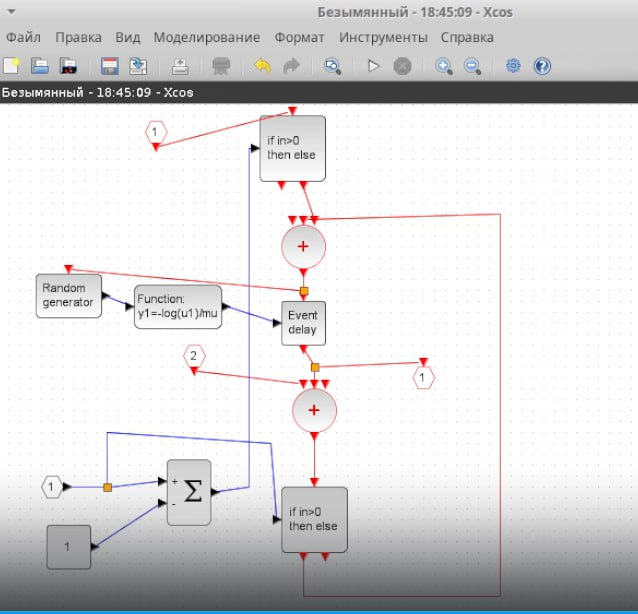 Безымянный - 18:45:09 - Xcos
Файл Правка Вид Моделирование Формат Инструменты Справка
Безымянный - 18:45:09 - Xcos
1
if in>0
then else
+
Random
generator
Function:
y1=-log(u1)/mu
Event
delay
2
1
+
1
+
-
Σ
if in>0
then else
1